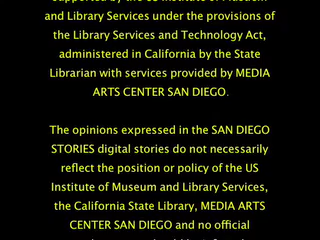 and Library Services under the provisions of
the Library Services and Technology Act,
administered in California by the State
Librarian with services provided by MEDIA
ARTS CENTER SAN DIEGO.
The opinions expressed in the SAN DIEGO
STORIES digital stories do not necessarily
reflect the position or policy of the US
Institute of Museum and Library Services,
the California State Library, MEDIA ARTS
CENTER SAN DIEGO and no official